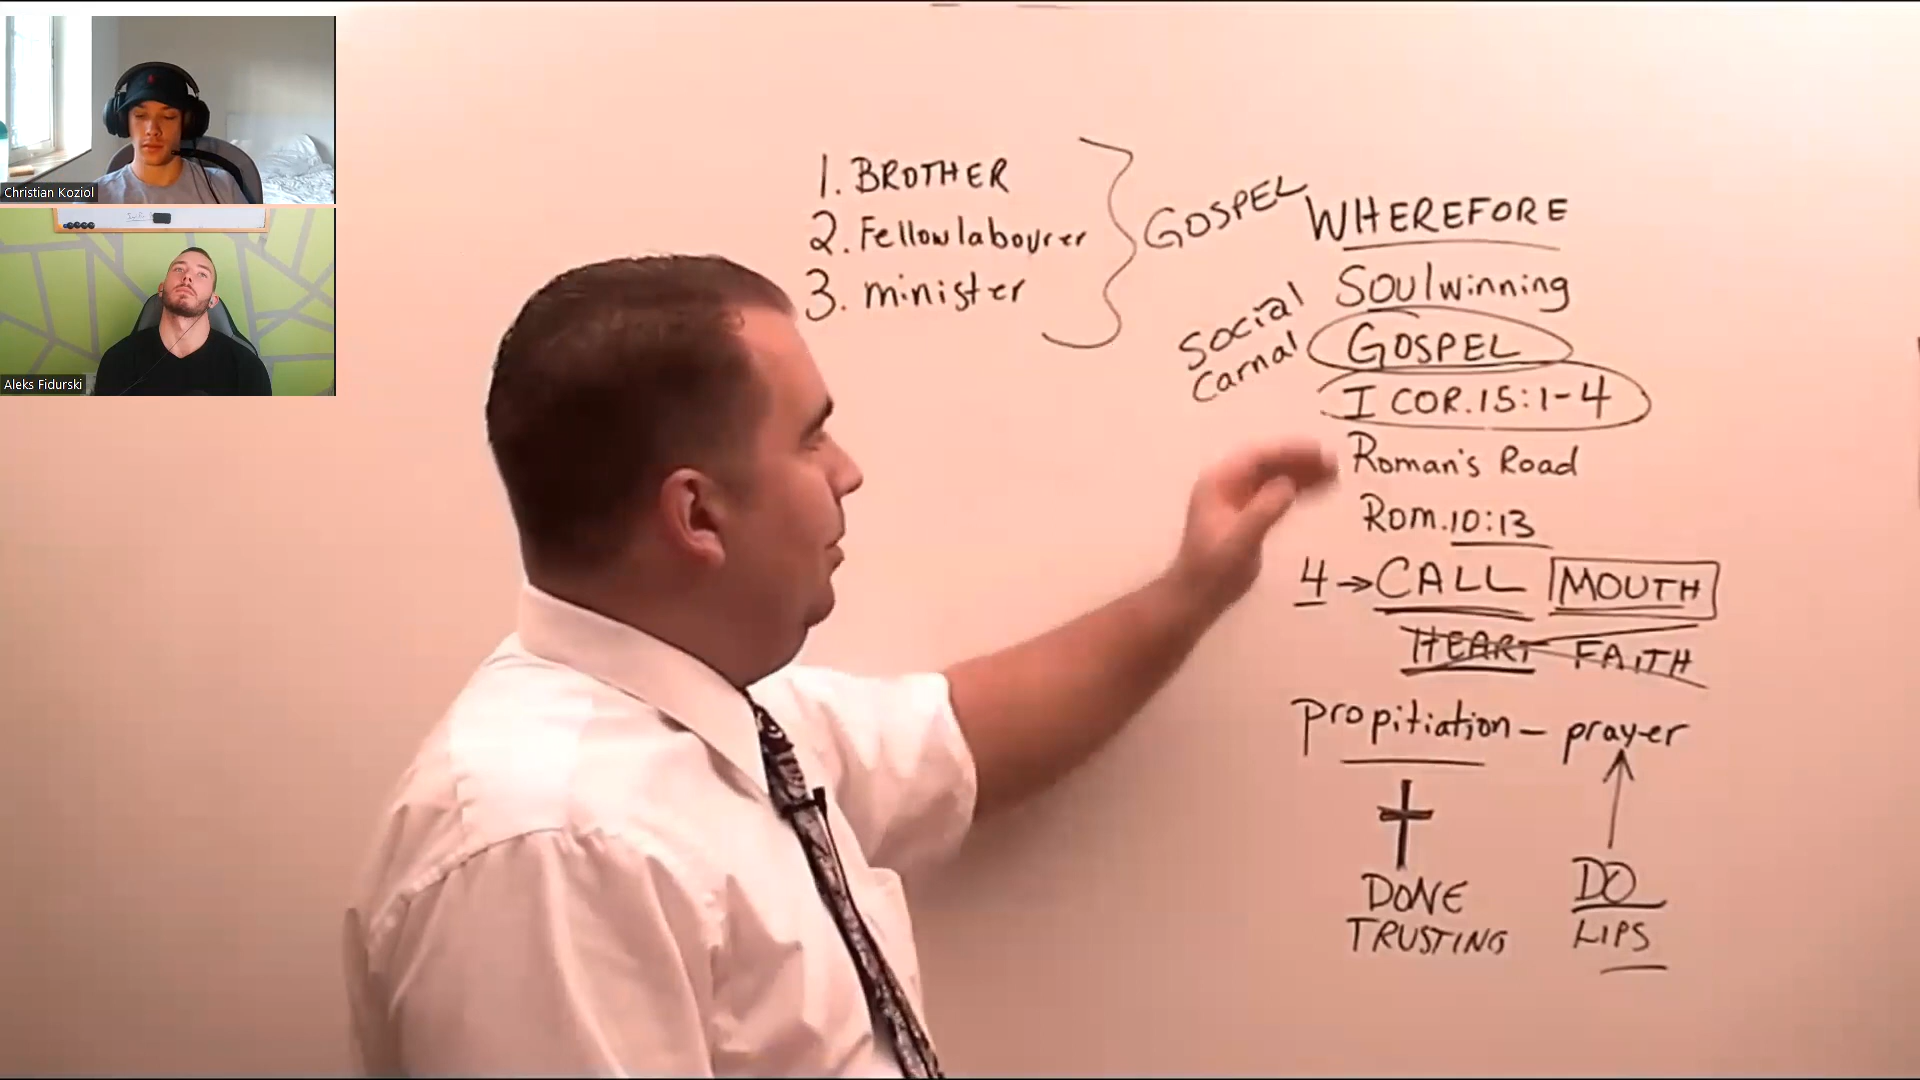 Christian Koziol
Aleks Fidurski
1. BROTHER
2. Fellowlabourer
3. minister
GOSPEL
WHEREFORE
Soulwinning
Social
Carnal
GOSPEL
I COR. 15:1-4
Roman's Road
Rom. 10:13
4 → CALL MOUTH
HEART FAITH
propitiation - prayer
DONE
TRUSTING
DO
LIPS